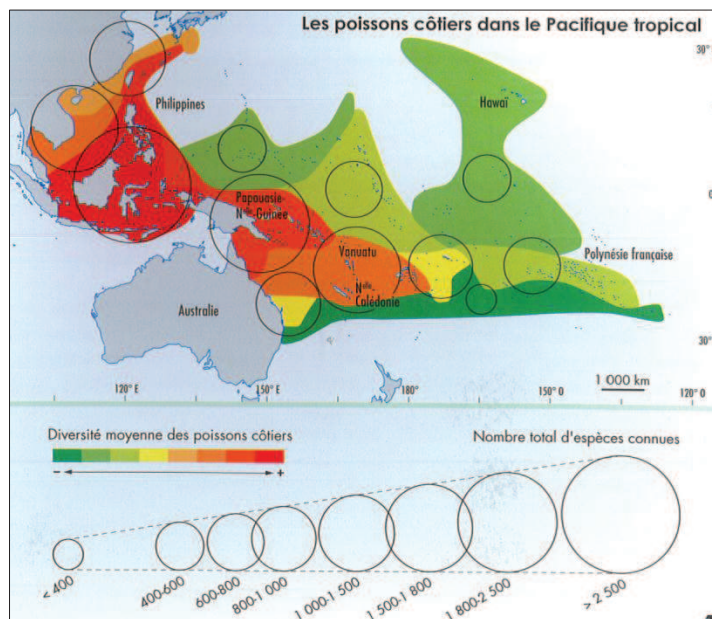 Les poissons côtiers dans le Pacifique tropical
30°
Philippines
Hawaï
0°
Papouasie-
Nlle-Guinée
Vanuatu
Polynésie française
Nlle
Calédonie
Australie
30°
120° E
150° E
180°
150° O
120° O
1 000 km
Diversité moyenne des poissons côtiers
Nombre total d'espèces connues
- +
< 400
400-600
600-800
800-1 000
1 000-1 500
1 500-1 800
1 800-2 500
> 2 500